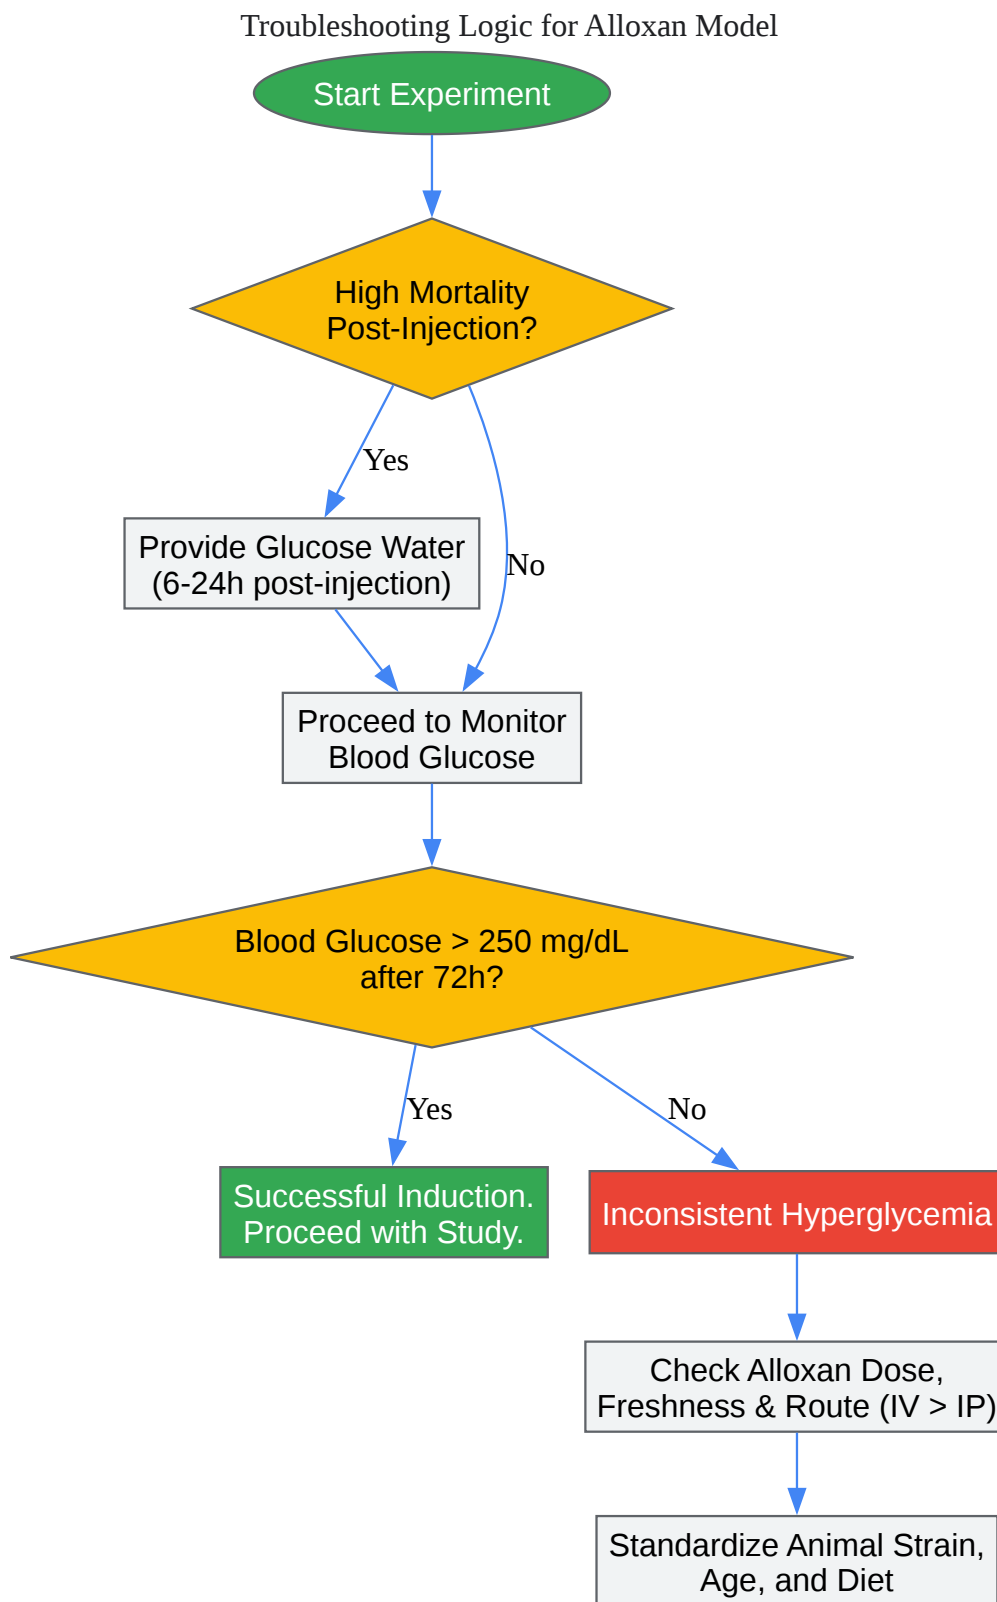 Troubleshooting Logic for Alloxan Model
Start Experiment
High Mortality
Post-Injection?
Yes
No
Provide Glucose Water
(6-24h post-injection)
Proceed to Monitor
Blood Glucose
Blood Glucose > 250 mg/dL
after 72h?
Yes
No
Successful Induction.
Proceed with Study.
Inconsistent Hyperglycemia
Check Alloxan Dose,
Freshness & Route (IV > IP)
Standardize Animal Strain,
Age, and Diet